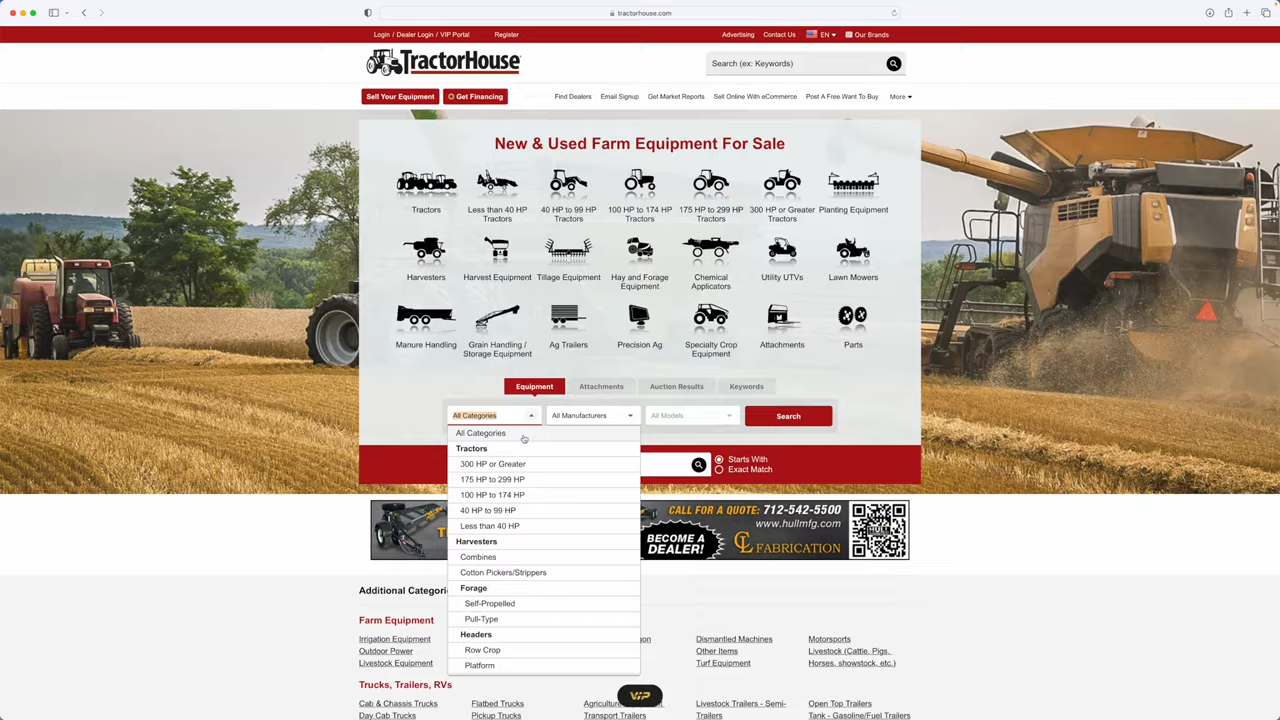 tractorhouse.com
Login / Dealer Login / VIP Portal
Register
Advertising
Contact Us
EN
Our Brands
TractorHouse
Search (ex: Keywords)
Sell Your Equipment
Get Financing
Find Dealers
Email Signup
Get Market Reports
Sell Online With eCommerce
Post A Free Want To Buy
More
New & Used Farm Equipment For Sale
Tractors
Less than 40 HP
Tractors
40 HP to 99 HP
Tractors
100 HP to 174 HP
Tractors
175 HP to 299 HP
Tractors
300 HP or Greater
Tractors
Planting Equipment
Harvesters
Harvest Equipment
Tillage Equipment
Hay and Forage
Equipment
Chemical
Applicators
Utility UTVs
Lawn Mowers
Manure Handling
Grain Handling /
Storage Equipment
Ag Trailers
Precision Ag
Specialty Crop
Equipment
Attachments
Parts
Equipment
Attachments
Auction Results
Keywords
All Categories
All Manufacturers
All Models
Search
All Categories
Tractors
300 HP or Greater
175 HP to 299 HP
100 HP to 174 HP
40 HP to 99 HP
Less than 40 HP
Harvesters
Combines
Cotton Pickers/Strippers
Forage
Self-Propelled
Pull-Type
Headers
Row Crop
Platform
Starts With
Exact Match
BECOME A
DEALER!
CALL FOR A QUOTE: 712-542-5500
www.hullmfg.com
FABRICATION
Additional Categori
Farm Equipment
Irrigation Equipment
Outdoor Power
Livestock Equipment
on
Dismantled Machines
Other Items
Turf Equipment
Motorsports
Livestock (Cattle, Pigs,
Horses, showstock, etc.)
Trucks, Trailers, RVs
Cab & Chassis Trucks
Day Cab Trucks
Flatbed Trucks
Pickup Trucks
Transport Trailers
Livestock Trailers - Semi-
Trailers
Open Top Trailers
Tank - Gasoline/Fuel Trailers
VIP